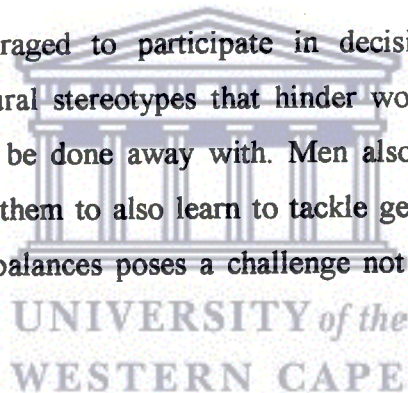 raged to participate in decisi
ural stereotypes that hinder wo
be done away with. Men also
them to also learn to tackle ge
balances poses a challenge not
UNIVERSITY of the
WESTERN CAPE